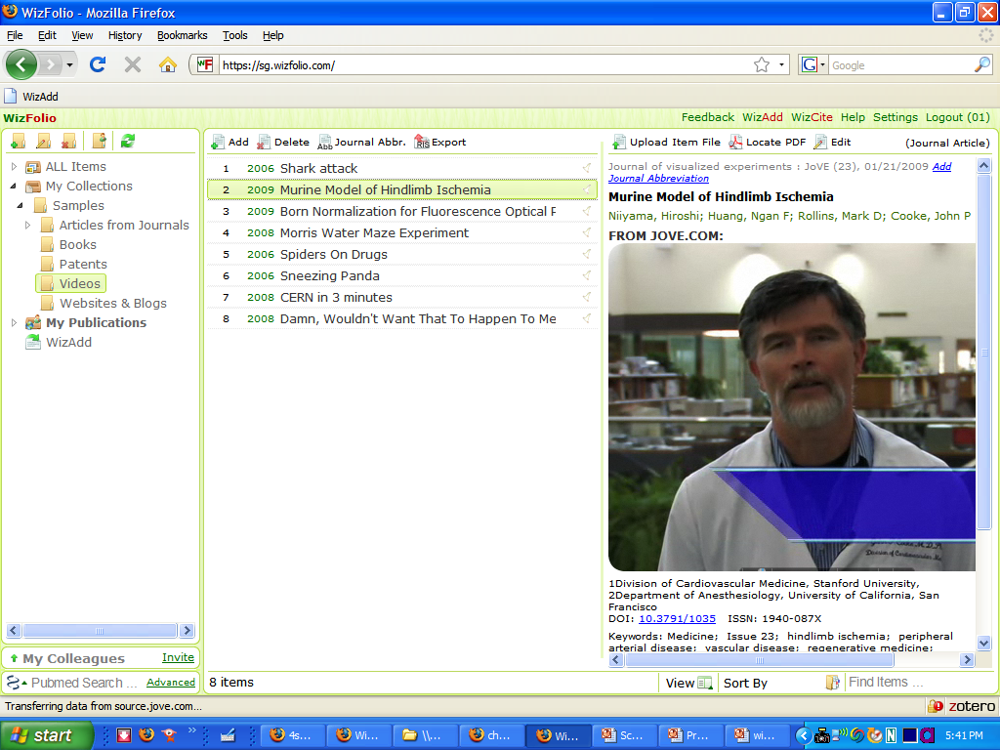 WizFolio - Mozilla Firefox
File Edit View History Bookmarks Tools Help
https://sg.wizfolio.com/
Google
WizAdd
WizFolio
Feedback WizAdd WizCite Help Settings Logout (01)
Add Delete Journal Abbr. Export
Upload Item File Locate PDF Edit (Journal Article)
ALL Items
My Collections
Samples
Articles from Journals
Books
Patents
Videos
Websites & Blogs
My Publications
WizAdd
1 2006 Shark attack
2 2009 Murine Model of Hindlimb Ischemia
3 2009 Born Normalization for Fluorescence Optical P
4 2008 Morris Water Maze Experiment
5 2006 Spiders On Drugs
6 2006 Sneezing Panda
7 2008 CERN in 3 minutes
8 2008 Damn, Wouldn't Want That To Happen To Me
Journal of visualized experiments : JoVE (23), 01/21/2009 Add
Journal Abbreviation
Murine Model of Hindlimb Ischemia
Niiyama, Hiroshi; Huang, Ngan F; Rollins, Mark D; Cooke, John P
FROM JOVE.COM:
1Division of Cardiovascular Medicine, Stanford University,
2Department of Anesthesiology, University of California, San
Francisco
DOI: 10.3791/1035 ISSN: 1940-087X
Keywords: Medicine; Issue 23; hindlimb ischemia; peripheral
arterial disease; vascular disease; regenerative medicine;
My Colleagues Invite
Pubmed Search ... Advanced
8 items
View Sort By Find Items ...
Transferring data from source.jove.com...
zotero
start
4s... Wi... \\... ch... Wi... Sc... Pr... wi...
5:41 PM